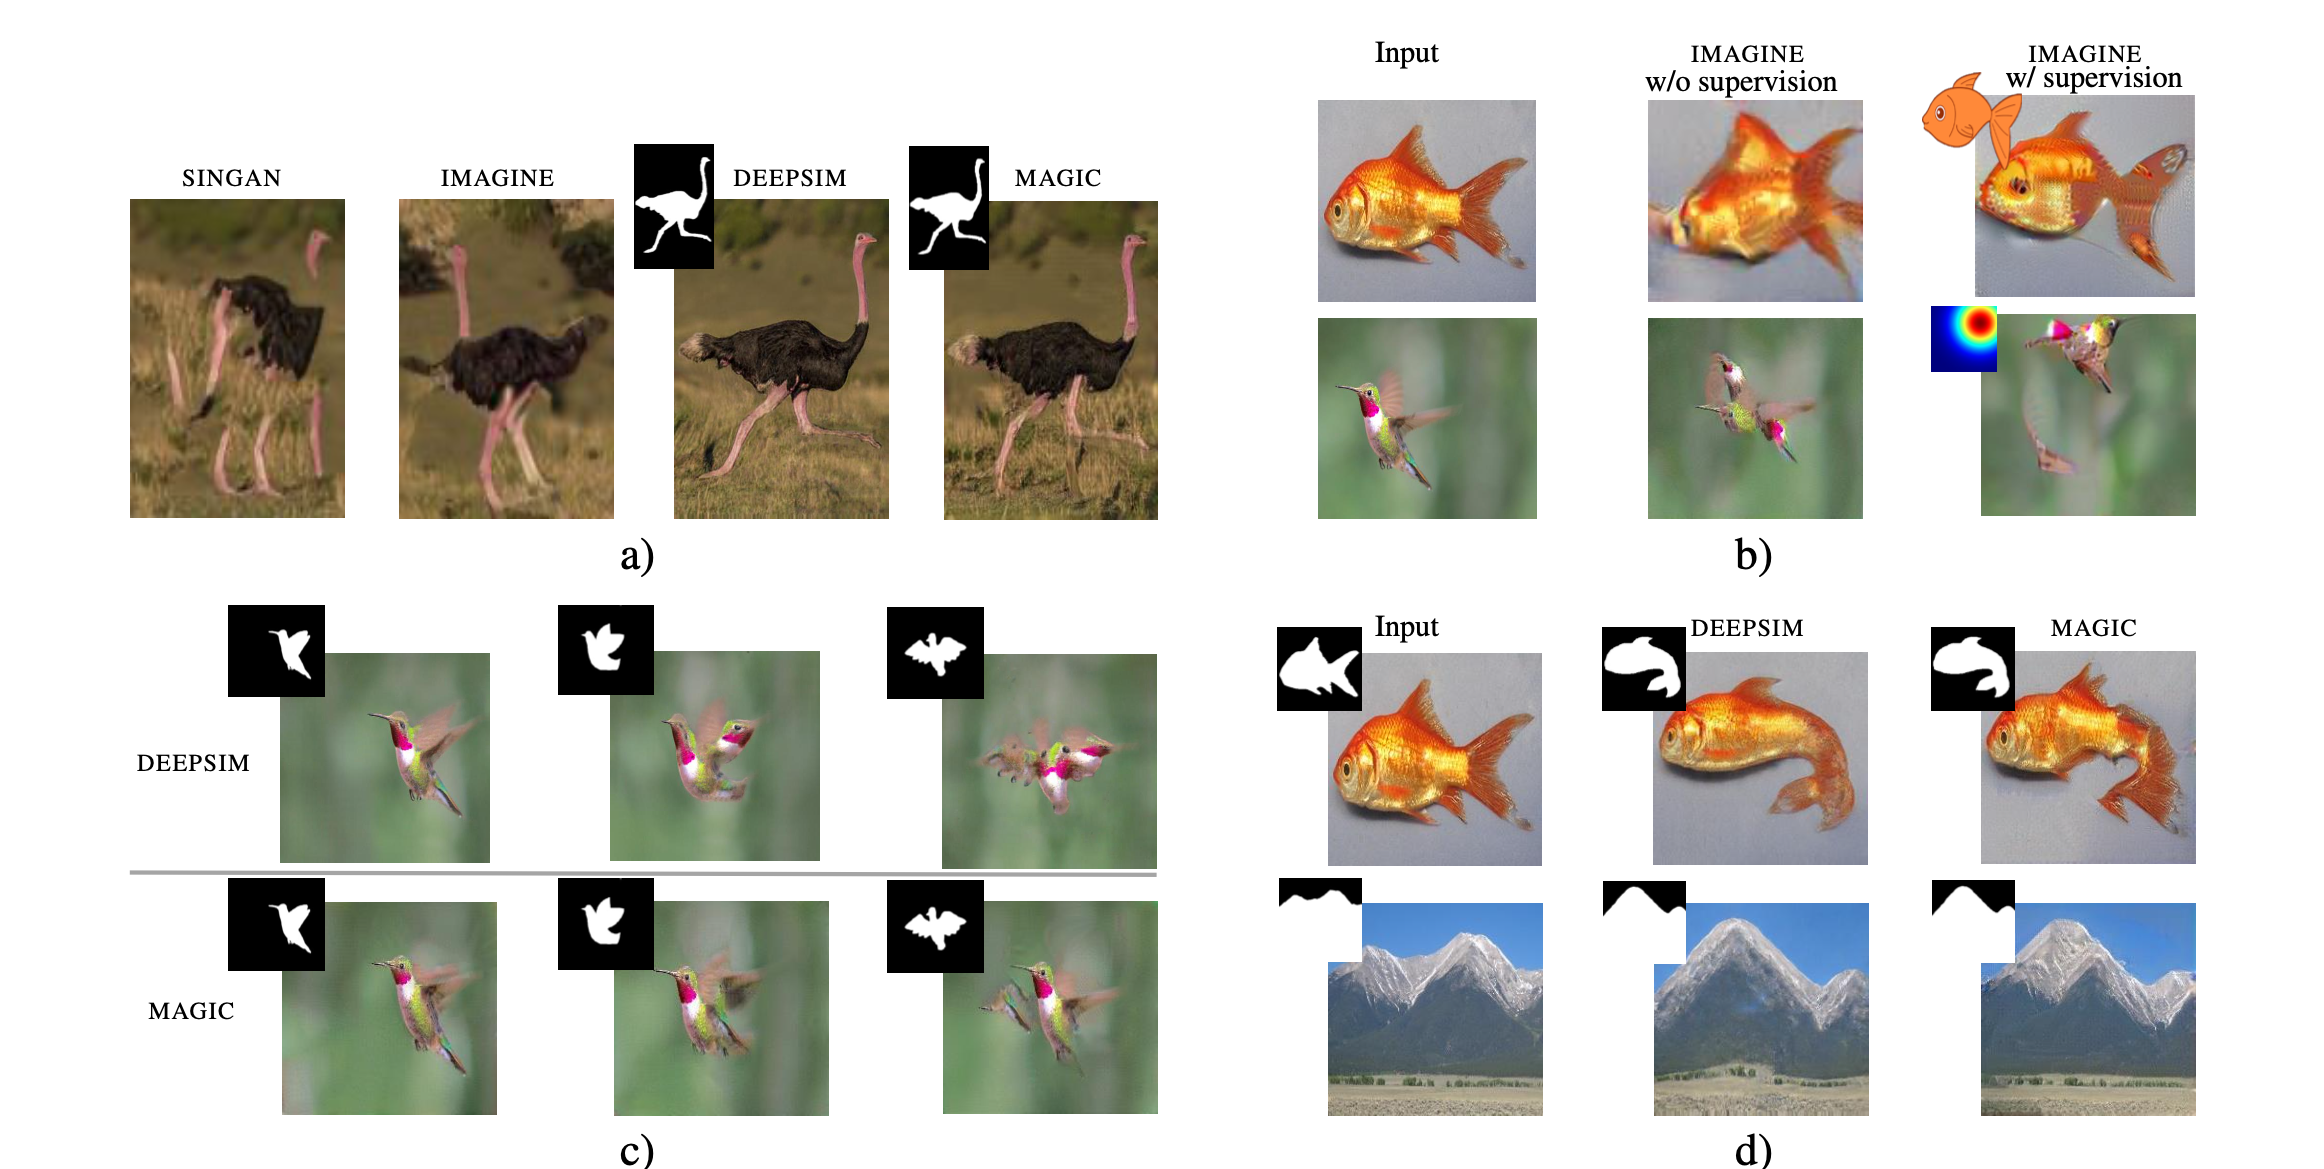 SINGAN
IMAGINE
DEEPSIM
MAGIC
a)
Input
IMAGINE
w/o supervision
IMAGINE
w/ supervision
b)
DEEPSIM
MAGIC
c)
Input
DEEPSIM
MAGIC
d)